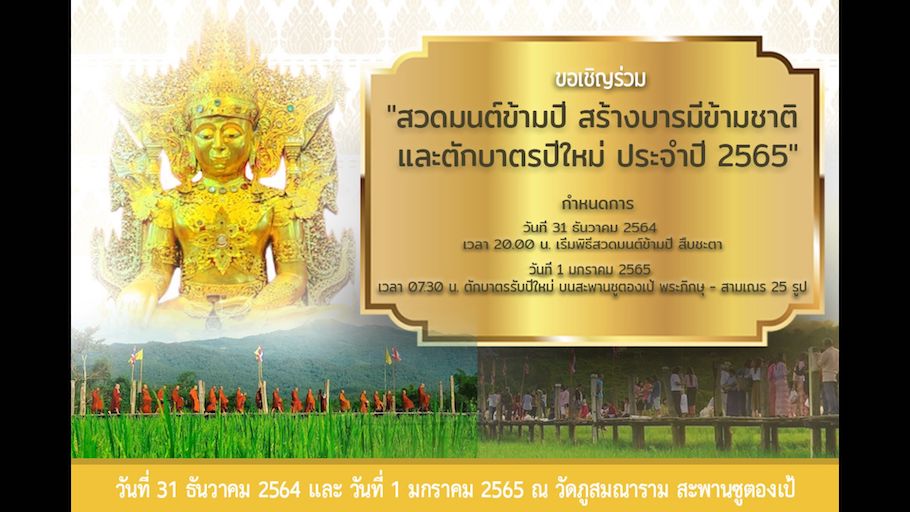 ขอเชิญร่วม
"สวดมนต์ข้ามปี สร้างบารมีข้ามชาติ
และตักบาตรปีใหม่ ประจำปี 2565"
กำหนดการ
วันที่ 31 ธันวาคม 2564
เวลา 20.00 น. เริ่มพิธีสวดมนต์ข้ามปี สืบชะตา
วันที่ 1 มกราคม 2565
เวลา 07.30 น. ตักบาตรรับปีใหม่ บนสะพานซูตองเป้ พระภิกษุ - สามเณร 25 รูป
วันที่ 31 ธันวาคม 2564 และ วันที่ 1 มกราคม 2565 ณ วัดภูสมณาราม สะพานซูตองเป้